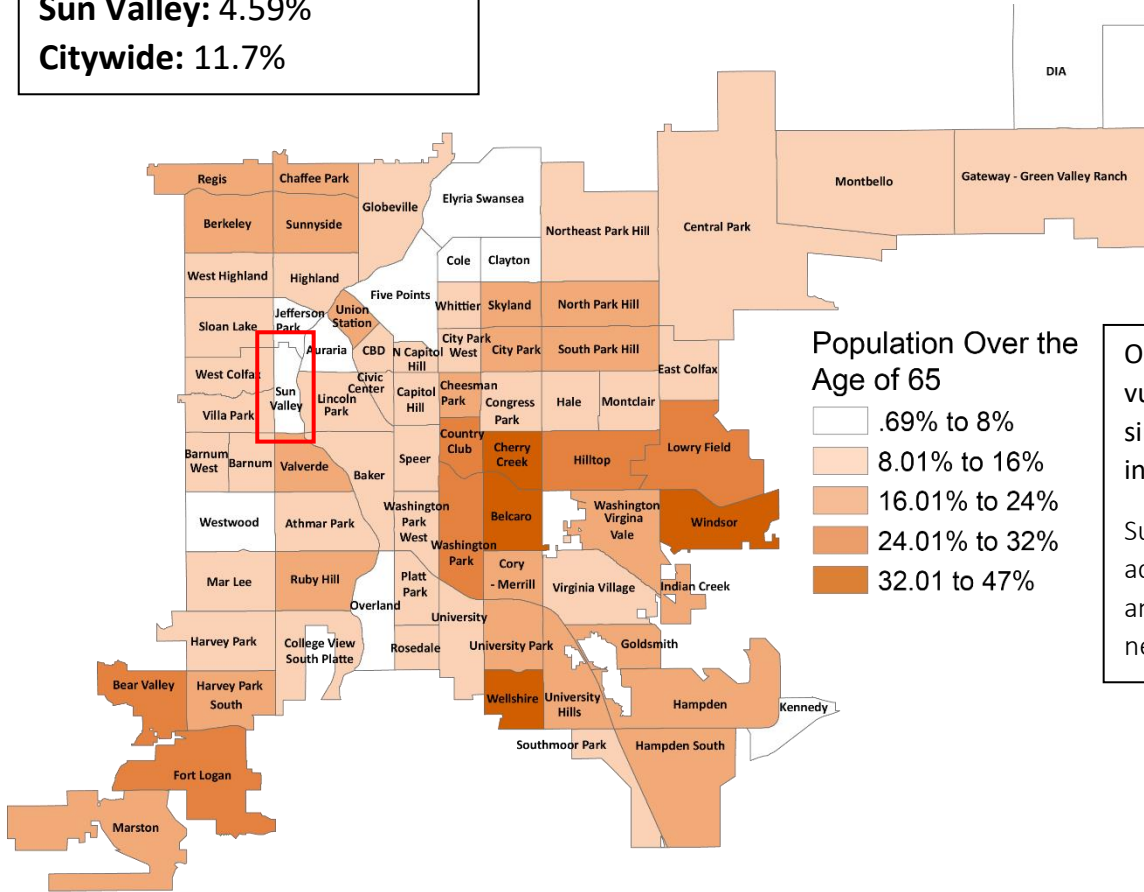 Sun Valley: 4.59%
Citywide: 11.7%
DIA
Regis
Chaffee Park
Globeville
Elyria Swansea
Montbello
Gateway - Green Valley Ranch
Berkeley
Sunnyside
Northeast Park Hill
Central Park
Cole
Clayton
West Highland
Highland
Five Points
Whittier
Skyland
North Park Hill
Sloan Lake
Jefferson
Park
Union
Station
Auraria
CBD
N Capitol
Hill
City Park
West
City Park
South Park Hill
West Colfax
Civic
Center
East Colfax
Sun
Valley
Lincoln
Park
Capitol
Hill
Cheesman
Park
Congress
Park
Hale
Montclair
Villa Park
Country
Club
Cherry
Creek
Hilltop
Lowry Field
Barnum
West
Barnum
Valverde
Baker
Speer
Westwood
Athmar Park
Washington
Park
West
Washington
Park
Belcaro
Washington
Virgina
Vale
Windsor
Mar Lee
Ruby Hill
Overland
Platt
Park
Cory
- Merrill
Virginia Village
Indian Creek
University
Harvey Park
College View
South Platte
Rosedale
University Park
Goldsmith
Bear Valley
Harvey Park
South
Wellshire
University
Hills
Hampden
Kennedy
Southmoor Park
Hampden South
Fort Logan
Marston
Population Over the
Age of 65
.69% to 8%
8.01% to 16%
16.01% to 24%
24.01% to 32%
32.01 to 47%